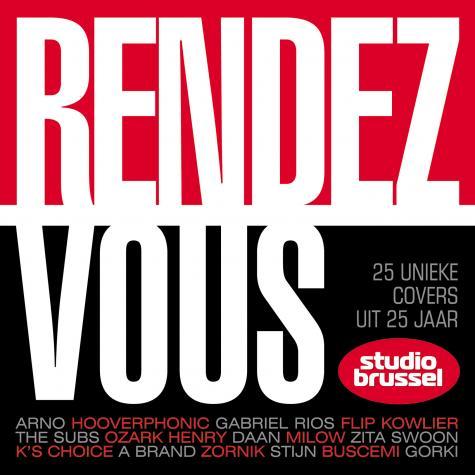 RENDEZ
VOUS
25 UNIEKE
COVERS
UIT 25 JAAR
studio
brussel
ARNO HOOVERPHONIC GABRIEL RIOS FLIP KOWLIER
THE SUBS OZARK HENRY DAAN MILOW ZITA SWOON
K'S CHOICE A BRAND ZORNIK STIJN BUSCEMI GORKI